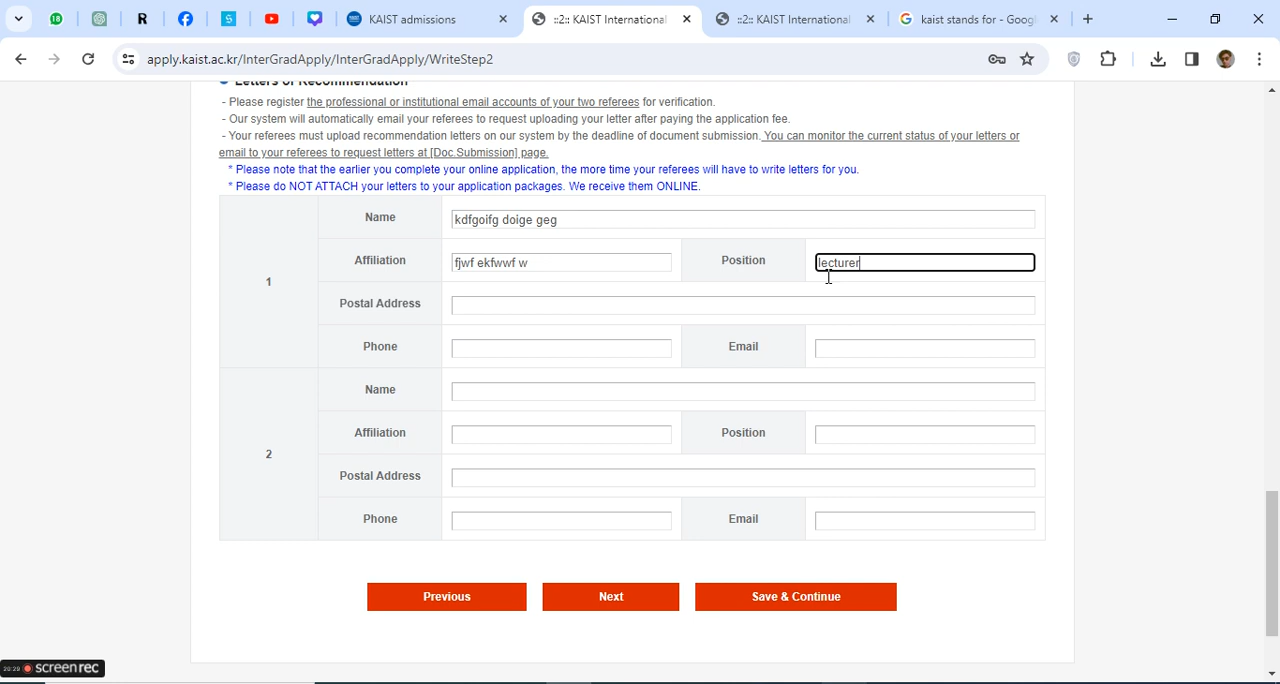 KAIST admissions
::2:: KAIST International
::2:: KAIST International
kaist stands for - Goog
apply.kaist.ac.kr/InterGradApply/InterGradApply/WriteStep2
Letters of Recommendation
- Please register the professional or institutional email accounts of your two referees for verification.
- Our system will automatically email your referees to request uploading your letter after paying the application fee.
- Your referees must upload recommendation letters on our system by the deadline of document submission. You can monitor the current status of your letters or
email to your referees to request letters at [Doc.Submission] page.
* Please note that the earlier you complete your online application, the more time your referees will have to write letters for you.
* Please do NOT ATTACH your letters to your application packages. We receive them ONLINE.
1
Name kdfgoifg doige geg
Affiliation fjwf ekfwwf w Position lecturer
Postal Address
Phone Email
2
Name
Affiliation Position
Postal Address
Phone Email
Previous Next Save & Continue
20:29 screenrec